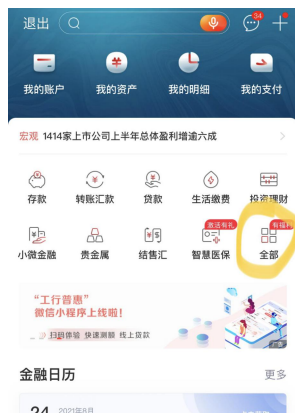 退出
34
我的账户 我的资产 我的明细 我的支付
宏观 1414家上市公司上半年总体盈利增逾六成
存款 转账汇款 贷款 生活缴费 投资理财
激活有礼 有福利
小微金融 贵金属 结售汇 智慧医保 全部
“工行普惠”
微信小程序上线啦！
扫码体验 快速测额 线上贷款
广告
金融日历 更多
24 2021年8月